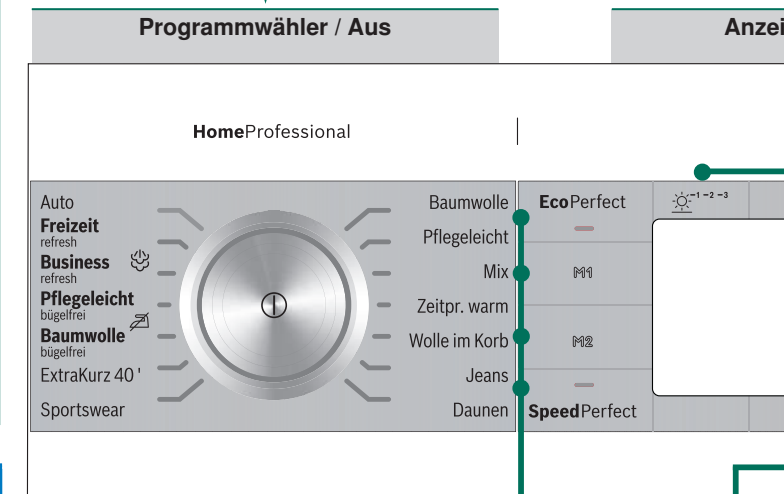 Programmwähler / Aus
Anzei
HomeProfessional
Auto
Freizeit
refresh
Business
refresh
Pflegeleicht
bügelfrei
Baumwolle
bügelfrei
ExtraKurz 40 '
Sportswear
Baumwolle
Pflegeleicht
Mix
Zeitpr. warm
Wolle im Korb
Jeans
Daunen
EcoPerfect
M1
M2
SpeedPerfect
-1 -2 -3